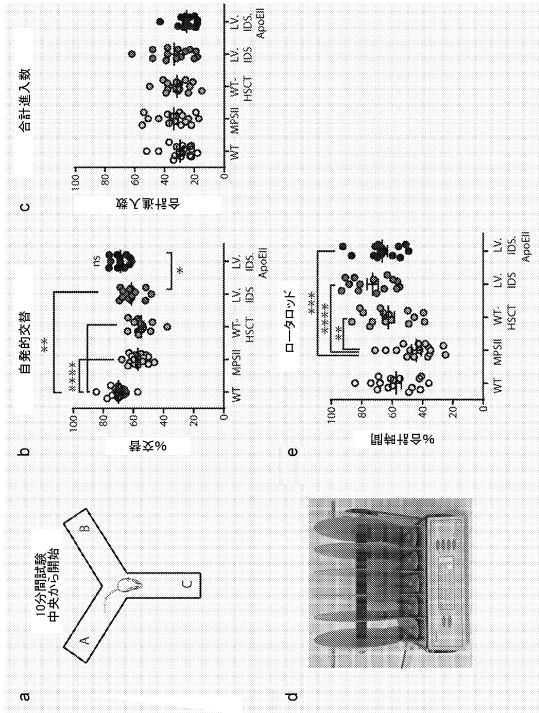 a
10分間試験
中央から開始
A
B
C
b
自発的交替
%交替
100
80
60
40
20
0
**
****
ns
*
WT
MPSII
WT-
HSCT
LV.
IDS
LV.
IDS.
ApoEII
c
合計進入数
合計進入数
100
80
60
40
20
0
WT
MPSII
WT-
HSCT
LV.
IDS
LV.
IDS.
ApoEII
d
e
ロータロッド
%合計時間
100
80
60
40
20
0
***
****
**
WT
MPSII
WT-
HSCT
LV.
IDS
LV.
IDS.
ApoEII